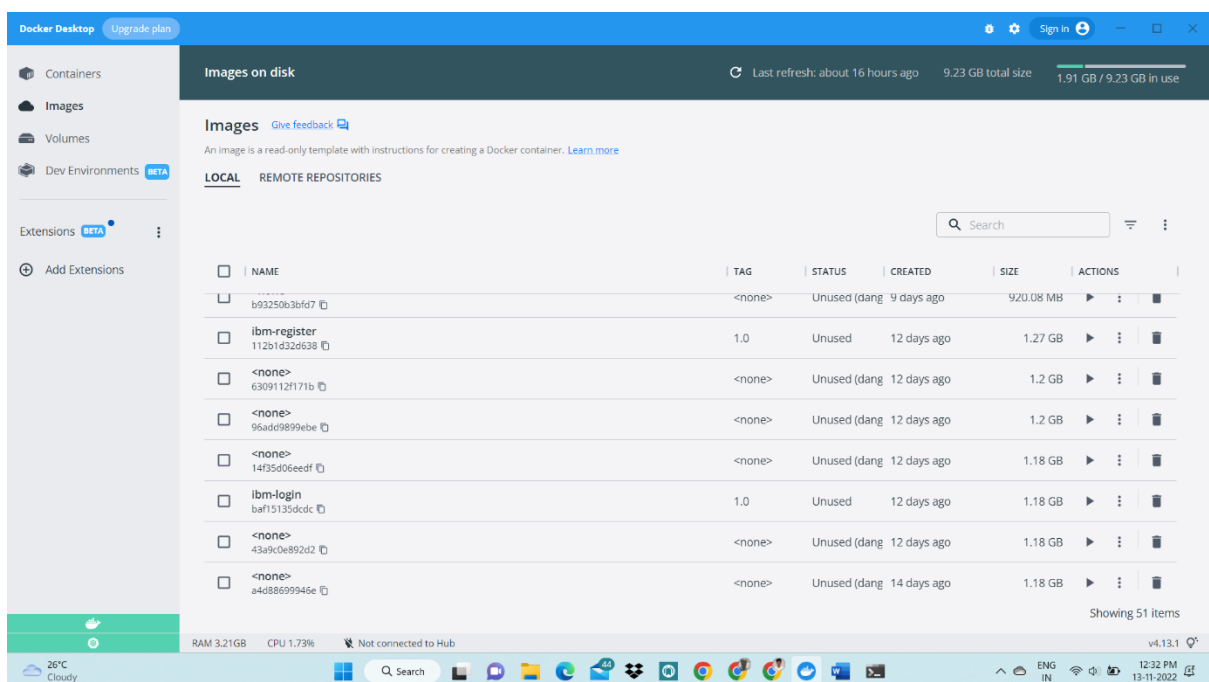 Docker Desktop Upgrade plan Sign in
Containers
Images
Volumes
Dev Environments BETA
Extensions BETA
Add Extensions
Images on disk Last refresh: about 16 hours ago 9.23 GB total size 1.91 GB / 9.23 GB in use
Images Give feedback
An image is a read-only template with instructions for creating a Docker container. Learn more
LOCAL REMOTE REPOSITORIES
Search
NAME TAG STATUS CREATED SIZE ACTIONS
b93250b3bfd7 <none> Unused (dang 9 days ago 920.08 MB
ibm-register
112b1d32d638 1.0 Unused 12 days ago 1.27 GB
<none>
6309112f171b <none> Unused (dang 12 days ago 1.2 GB
<none>
96add9899ebe <none> Unused (dang 12 days ago 1.2 GB
<none>
14f35d06eedf <none> Unused (dang 12 days ago 1.18 GB
ibm-login
baf15135dcdc 1.0 Unused 12 days ago 1.18 GB
<none>
43a9c0e892d2 <none> Unused (dang 12 days ago 1.18 GB
<none>
a4d88699946e <none> Unused (dang 14 days ago 1.18 GB
Showing 51 items
RAM 3.21GB CPU 1.73% Not connected to Hub v4.13.1
26°C
Cloudy
Search
44
ENG
IN
12:32 PM
13-11-2022